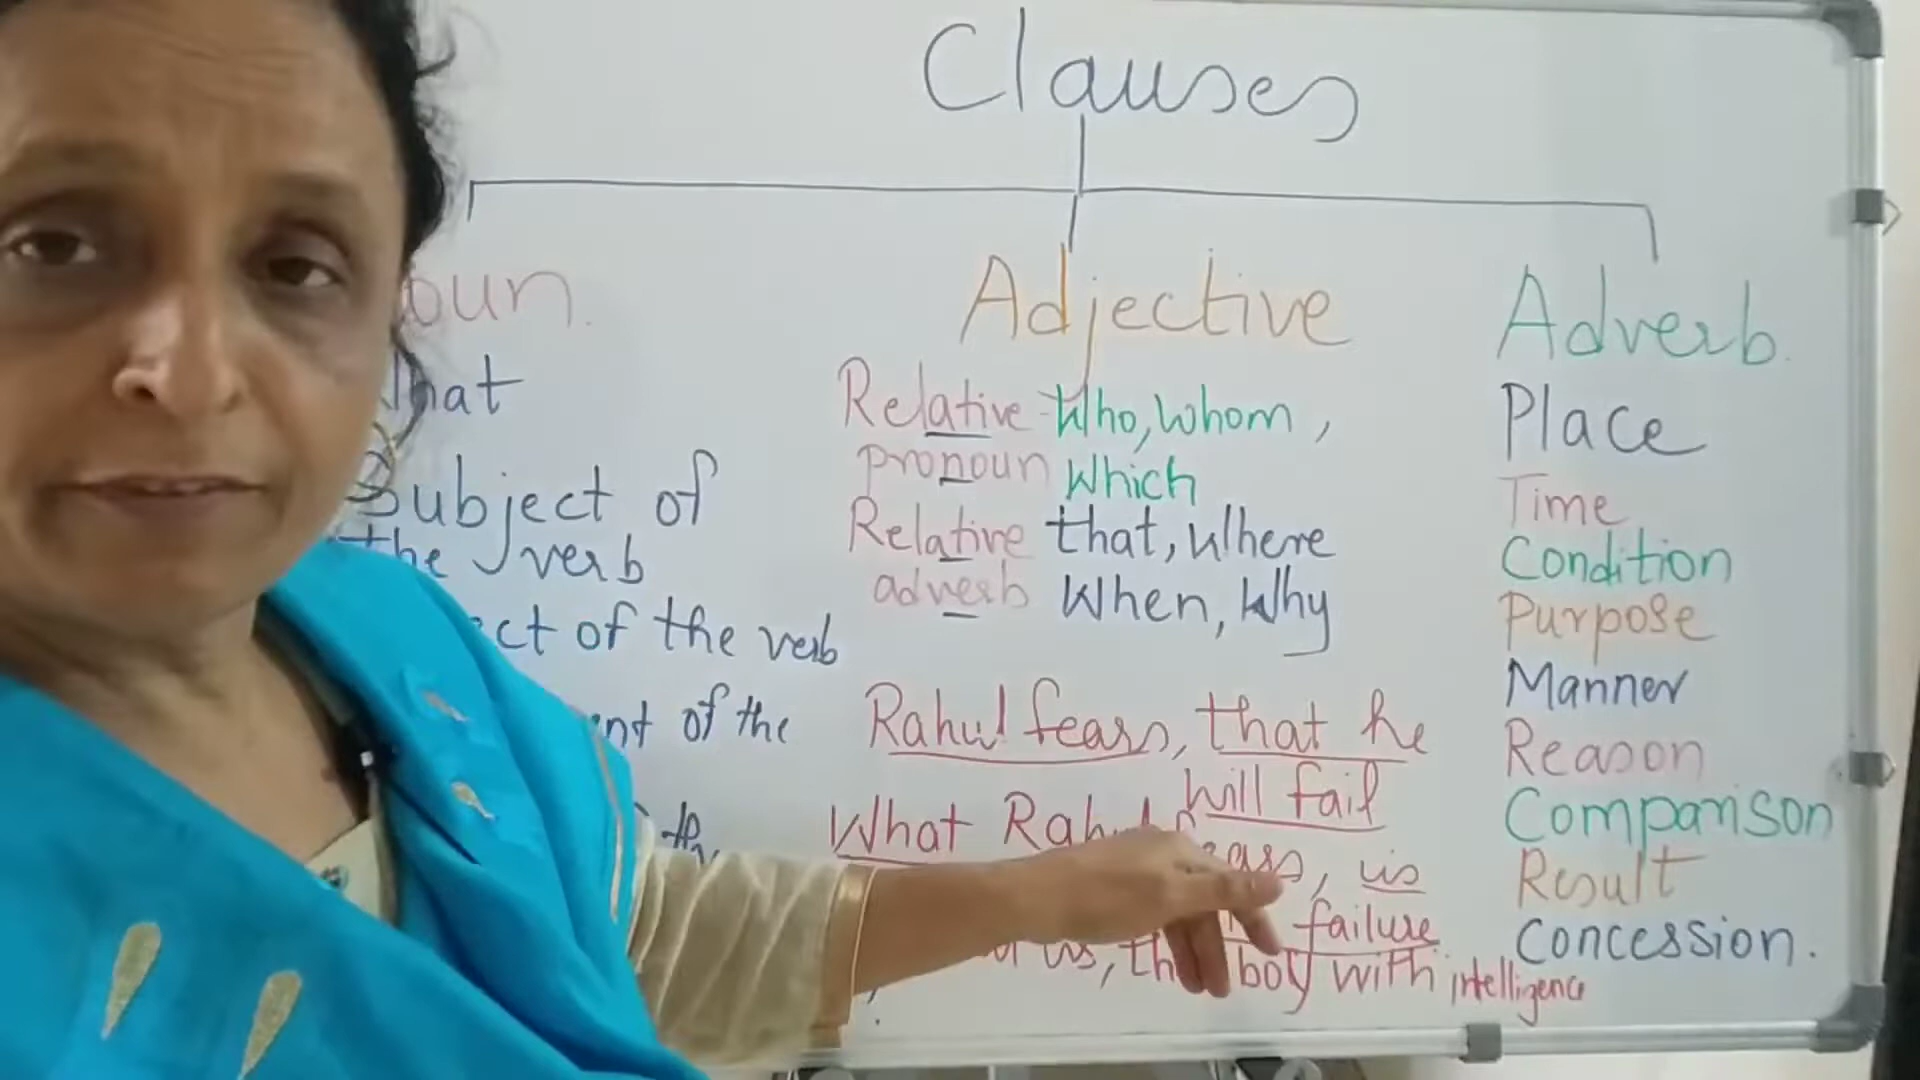 Clauses
oun.
Adjective
Adverb.
hat
Subject of
the verb
ct of the verb
nt of the
the
Relative Who, Whom,
pronoun Which
Relative that, Where
adverb When, Why
Rahul fears, that he
will fail
What Rahul fears, is
failure
us, that boy with intelligence
Place
Time
Condition
Purpose
Manner
Reason
Comparison
Result
Concession.